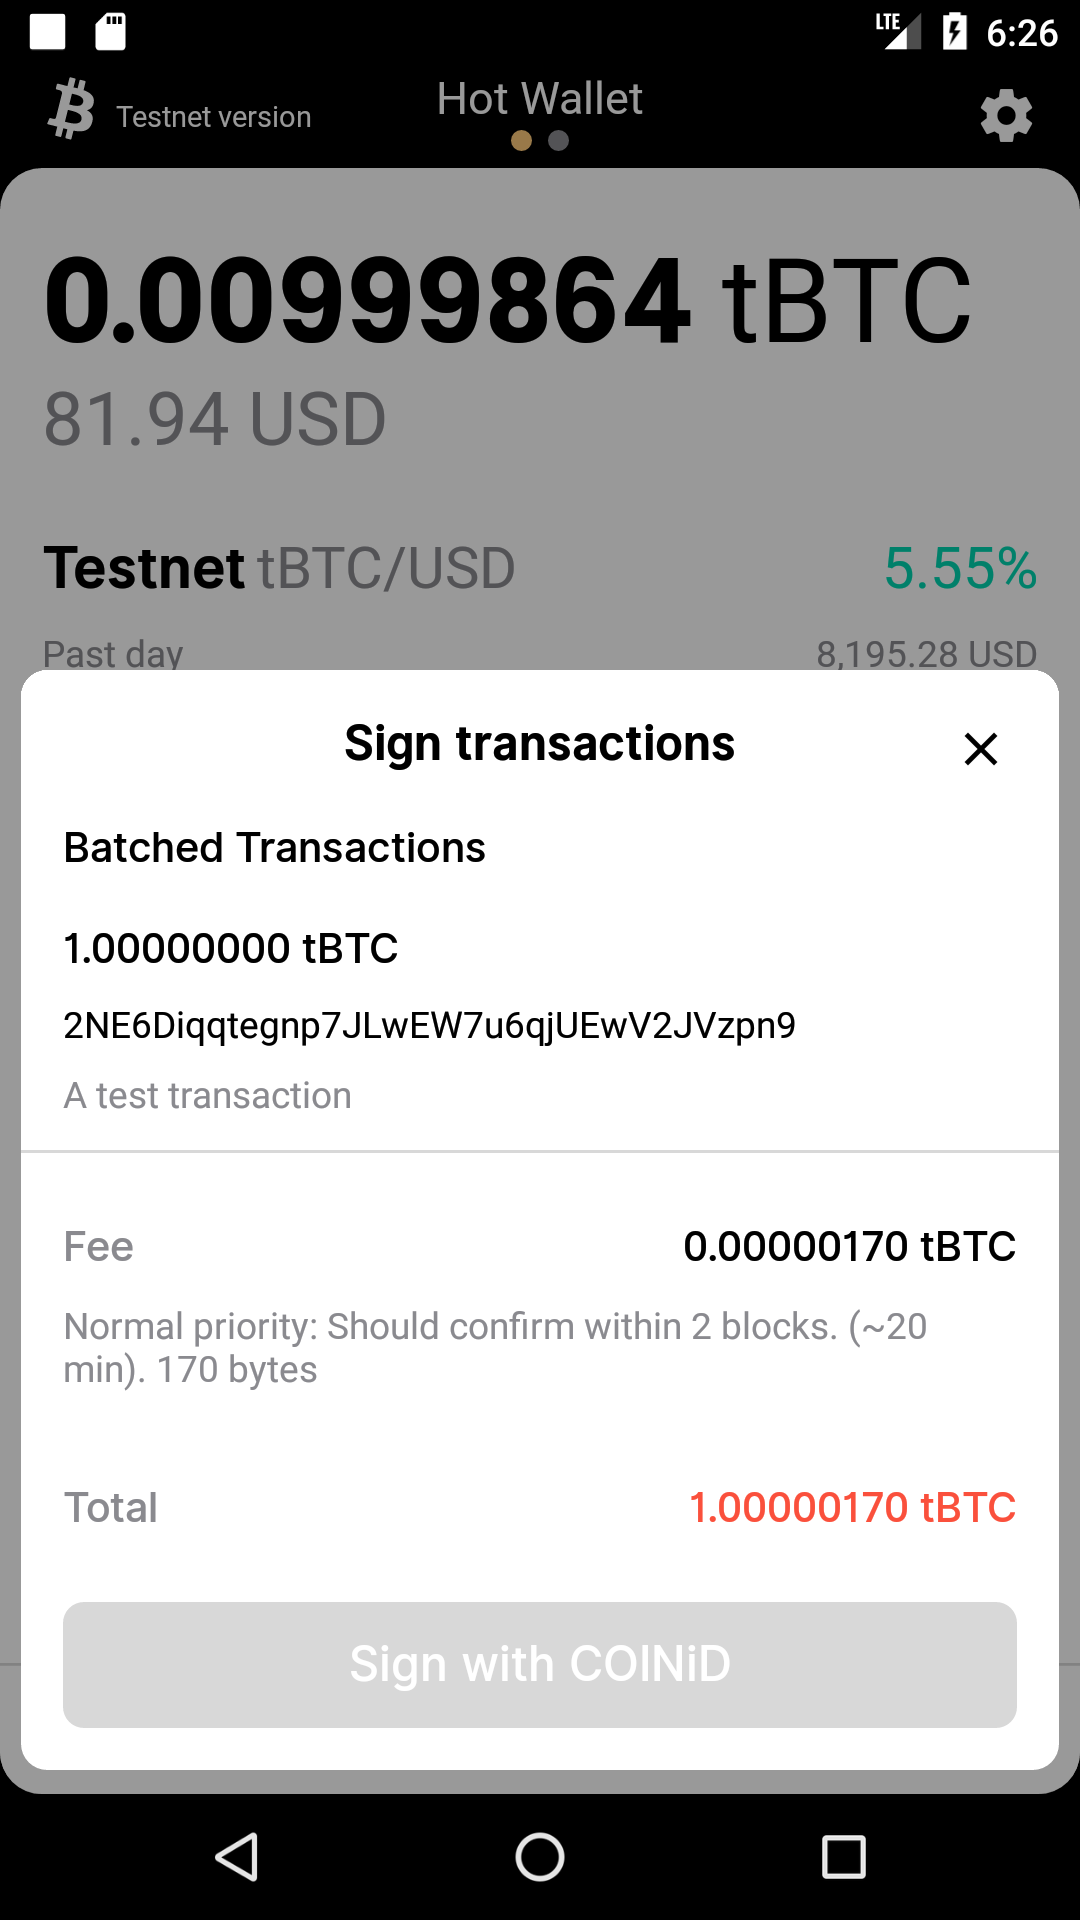 LTE 6:26
Testnet version
Hot Wallet
0.00999864 tBTC
81.94 USD
Testnet tBTC/USD 5.55%
Past day 8,195.28 USD
Sign transactions
Batched Transactions
1.00000000 tBTC
2NE6Diqqtegnp7JLwEW7u6qjUEwV2JVzpn9
A test transaction
Fee 0.00000170 tBTC
Normal priority: Should confirm within 2 blocks. (~20
min). 170 bytes
Total 1.00000170 tBTC
Sign with COINiD